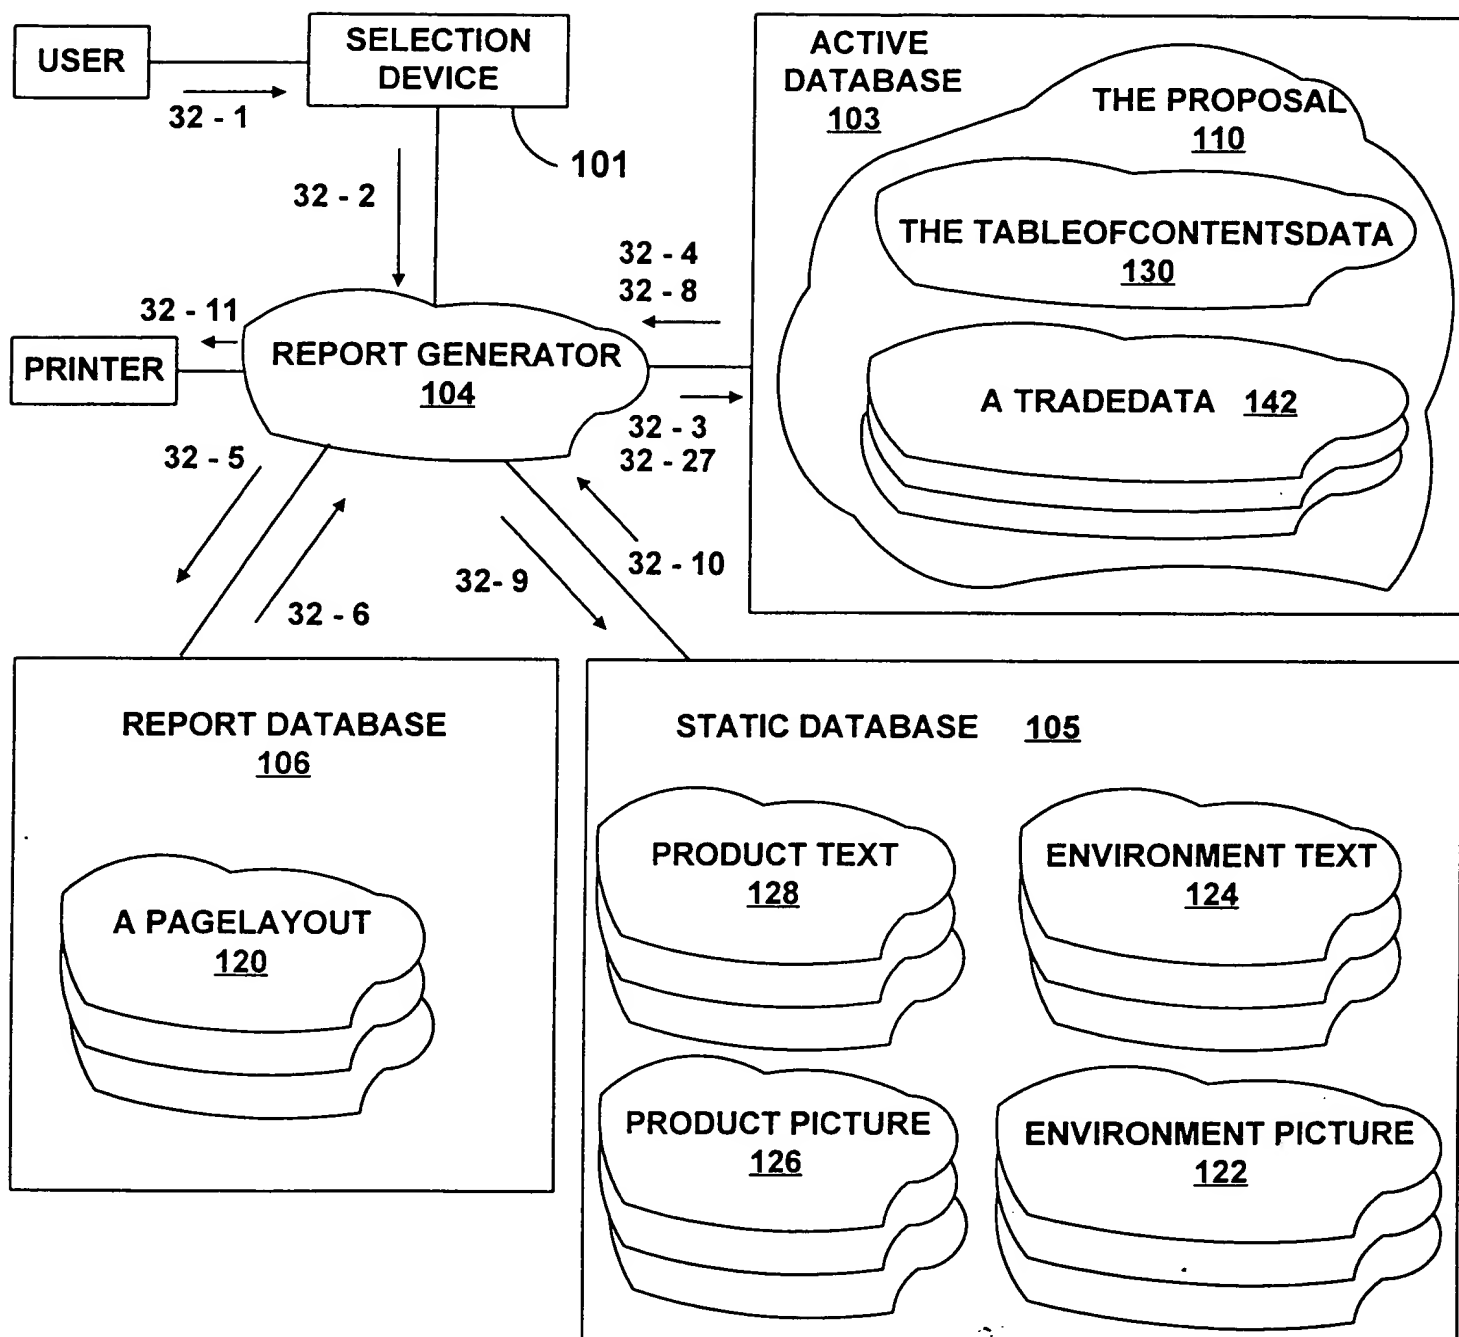 USER
SELECTION
DEVICE
32 - 1
101
32 - 2
ACTIVE
DATABASE
103
THE PROPOSAL
110
THE TABLEOFCONTENTSDATA
130
A TRADEDATA 142
32 - 4
32 - 8
32 - 11
PRINTER
REPORT GENERATOR
104
32 - 3
32 - 27
32 - 5
32 - 6
32- 9
32 - 10
REPORT DATABASE
106
A PAGELAYOUT
120
STATIC DATABASE 105
PRODUCT TEXT
128
ENVIRONMENT TEXT
124
PRODUCT PICTURE
126
ENVIRONMENT PICTURE
122